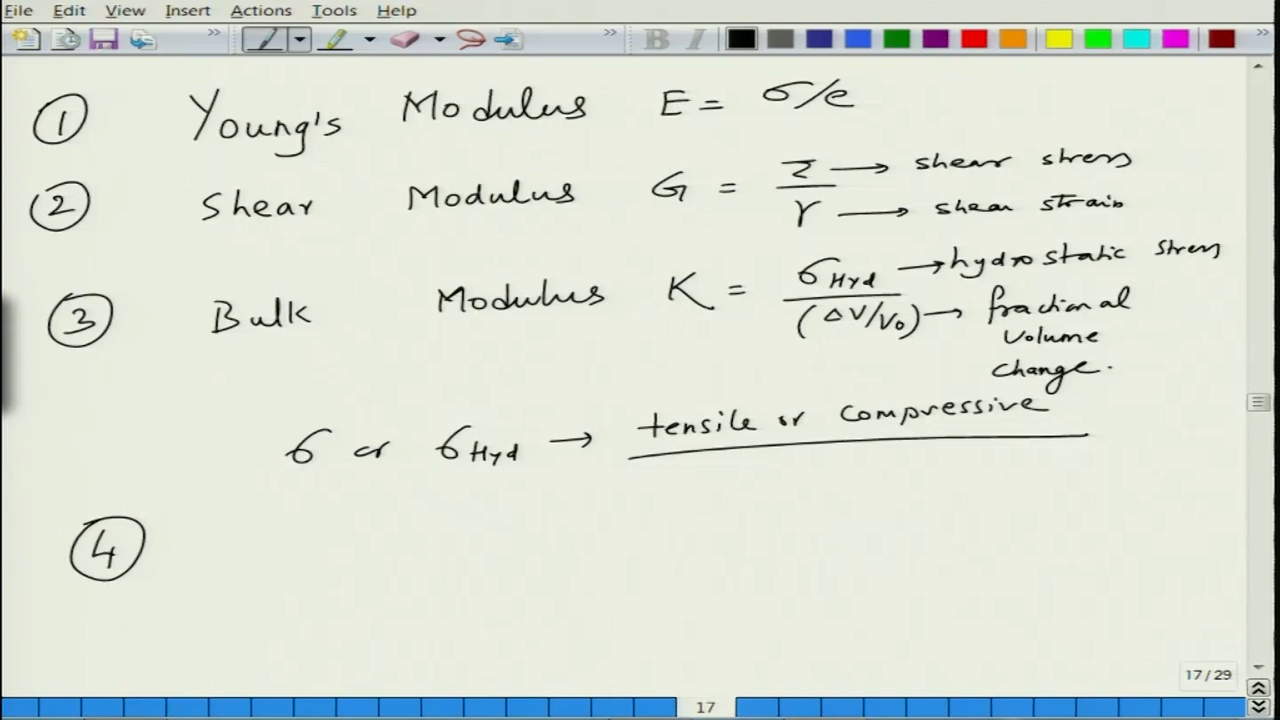 File Edit View Insert Actions Tools Help
① Young's Modulus E = σ/e
② Shear Modulus G = τ/γ
→ shear stress
→ shear strain
③ Bulk Modulus K = σHyd/(ΔV/V₀)
→ hydrostatic stress
→ fractional
volume
change.
σ or σHyd → tensile or compressive
④
17 / 29
17